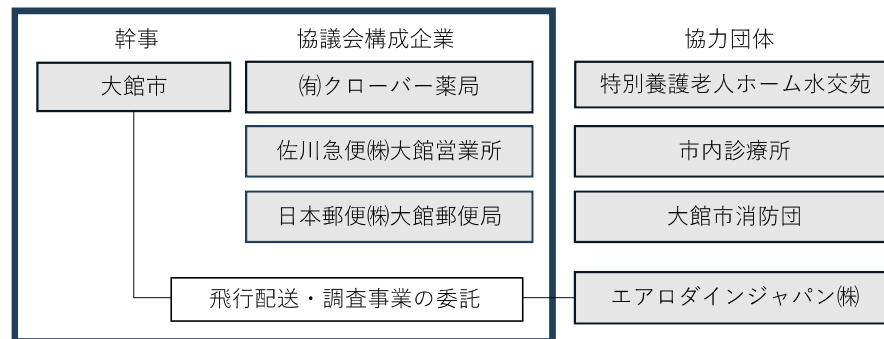 幹事
協議会構成企業
協力団体
大館市
㈲クローバー薬局
特別養護老人ホーム水交苑
佐川急便㈱大館営業所
市内診療所
日本郵便㈱大館郵便局
大館市消防団
飛行配送・調査事業の委託
エアロダインジャパン㈱